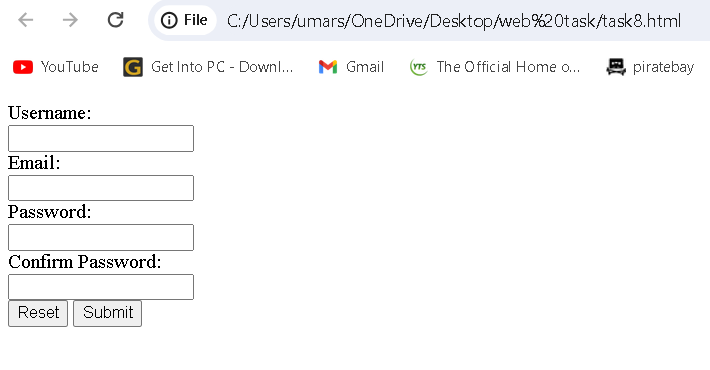 File C:/Users/umars/OneDrive/Desktop/web%20task/task8.html
YouTube Get Into PC - Downl... Gmail YTS The Official Home o... piratebay
Username:
Email:
Password:
Confirm Password:
Reset Submit